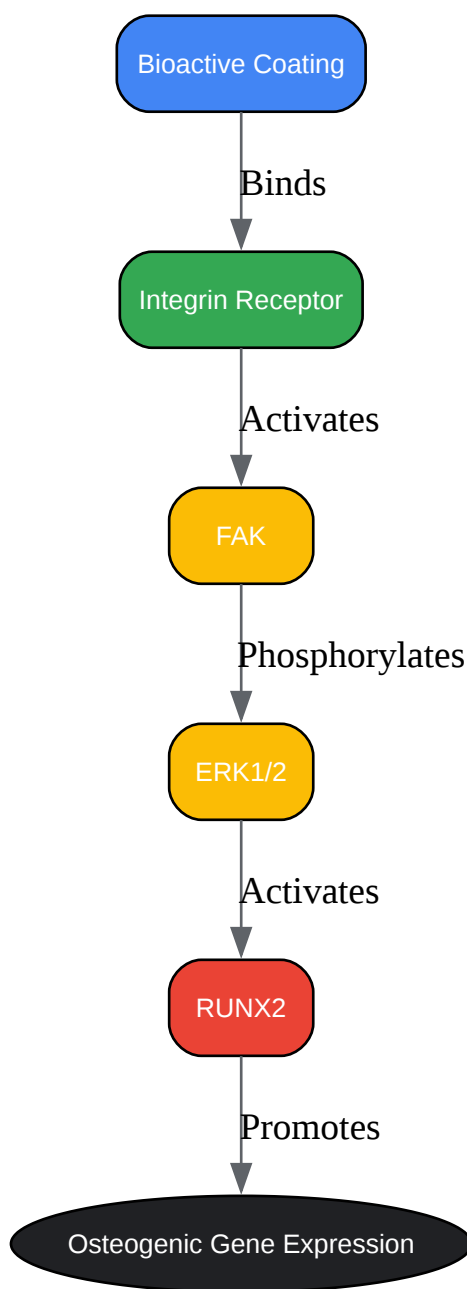 Bioactive Coating
Binds
Integrin Receptor
Activates
FAK
Phosphorylates
ERK1/2
Activates
RUNX2
Promotes
Osteogenic Gene Expression